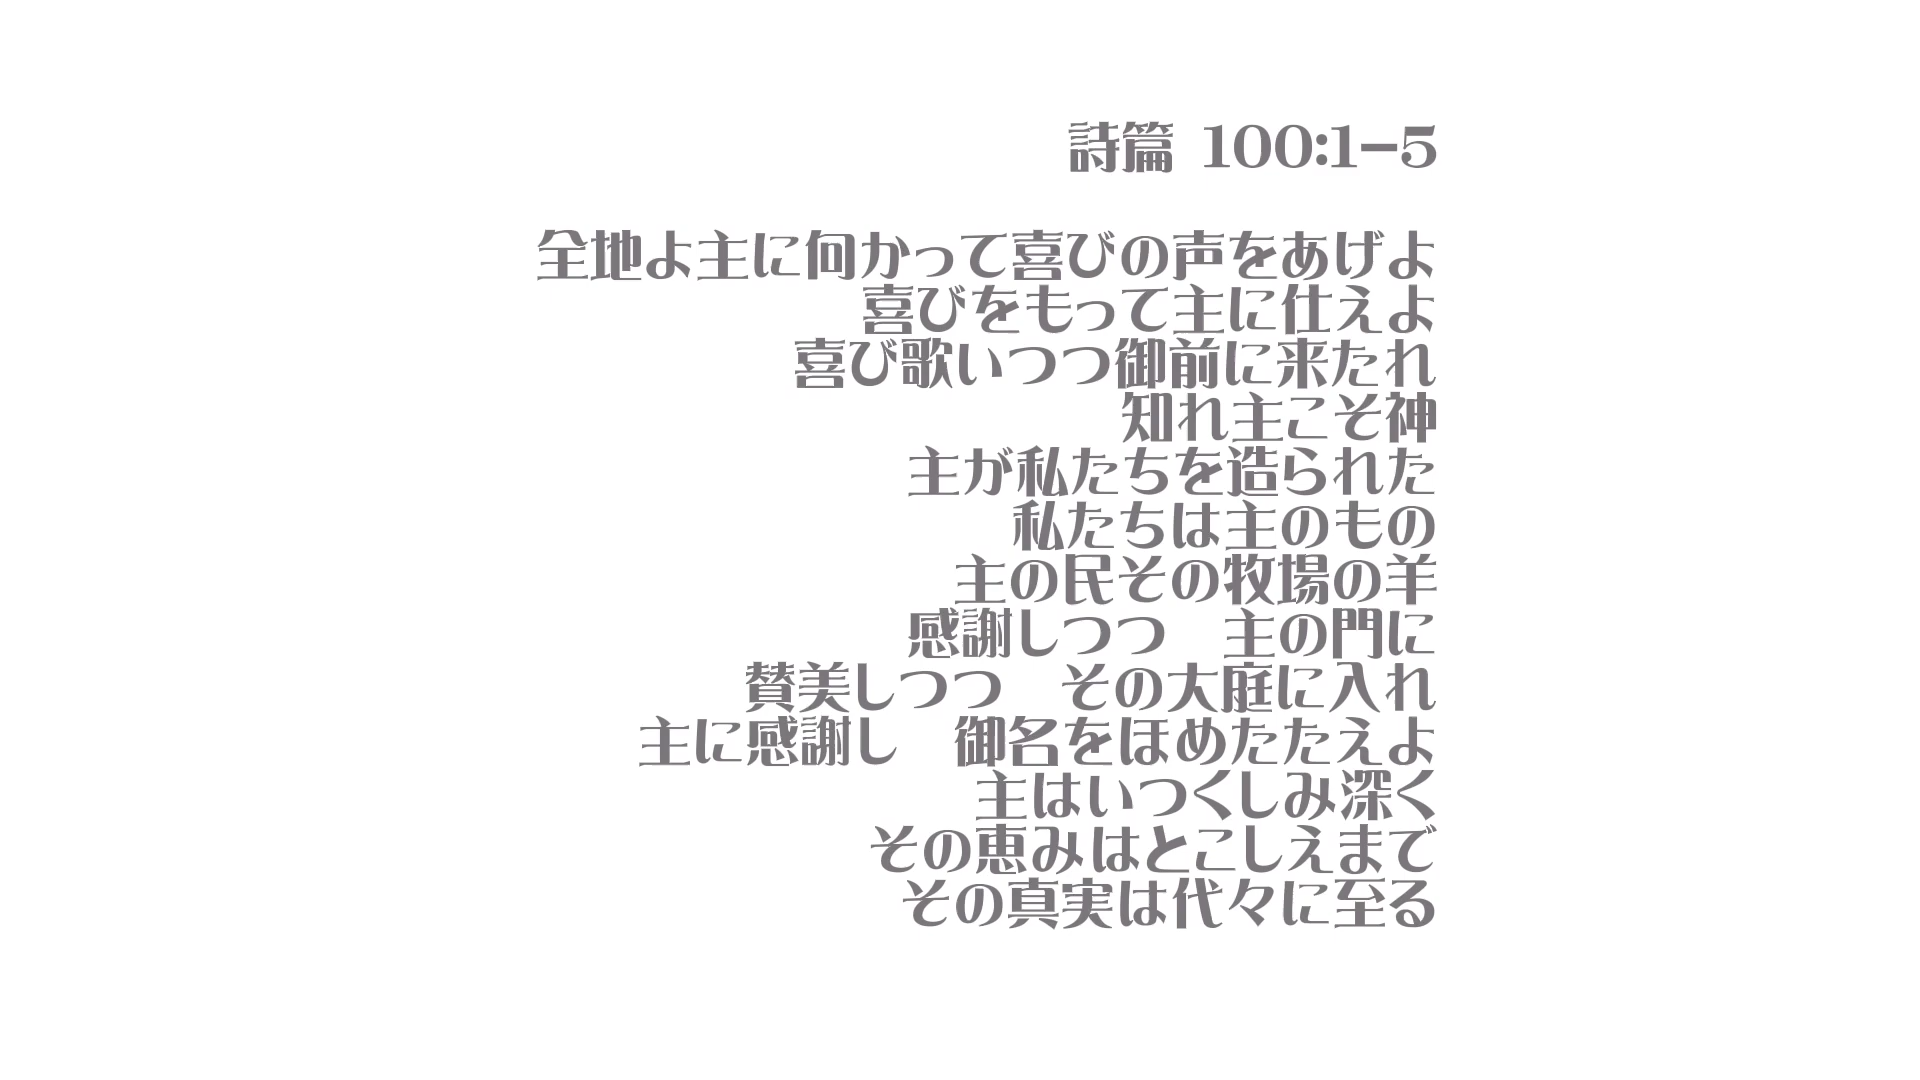 詩篇 100:1-5
全地よ主に向かって喜びの声をあげよ
喜びをもって主に仕えよ
喜び歌いつつ御前に来たれ
知れ主こそ神
主が私たちを造られた
私たちは主のもの
主の民その牧場の羊
感謝しつつ　主の門に
賛美しつつ　その大庭に入れ
主に感謝し　御名をほめたたえよ
主はいつくしみ深く
その恵みはとこしえまで
その真実は代々に至る